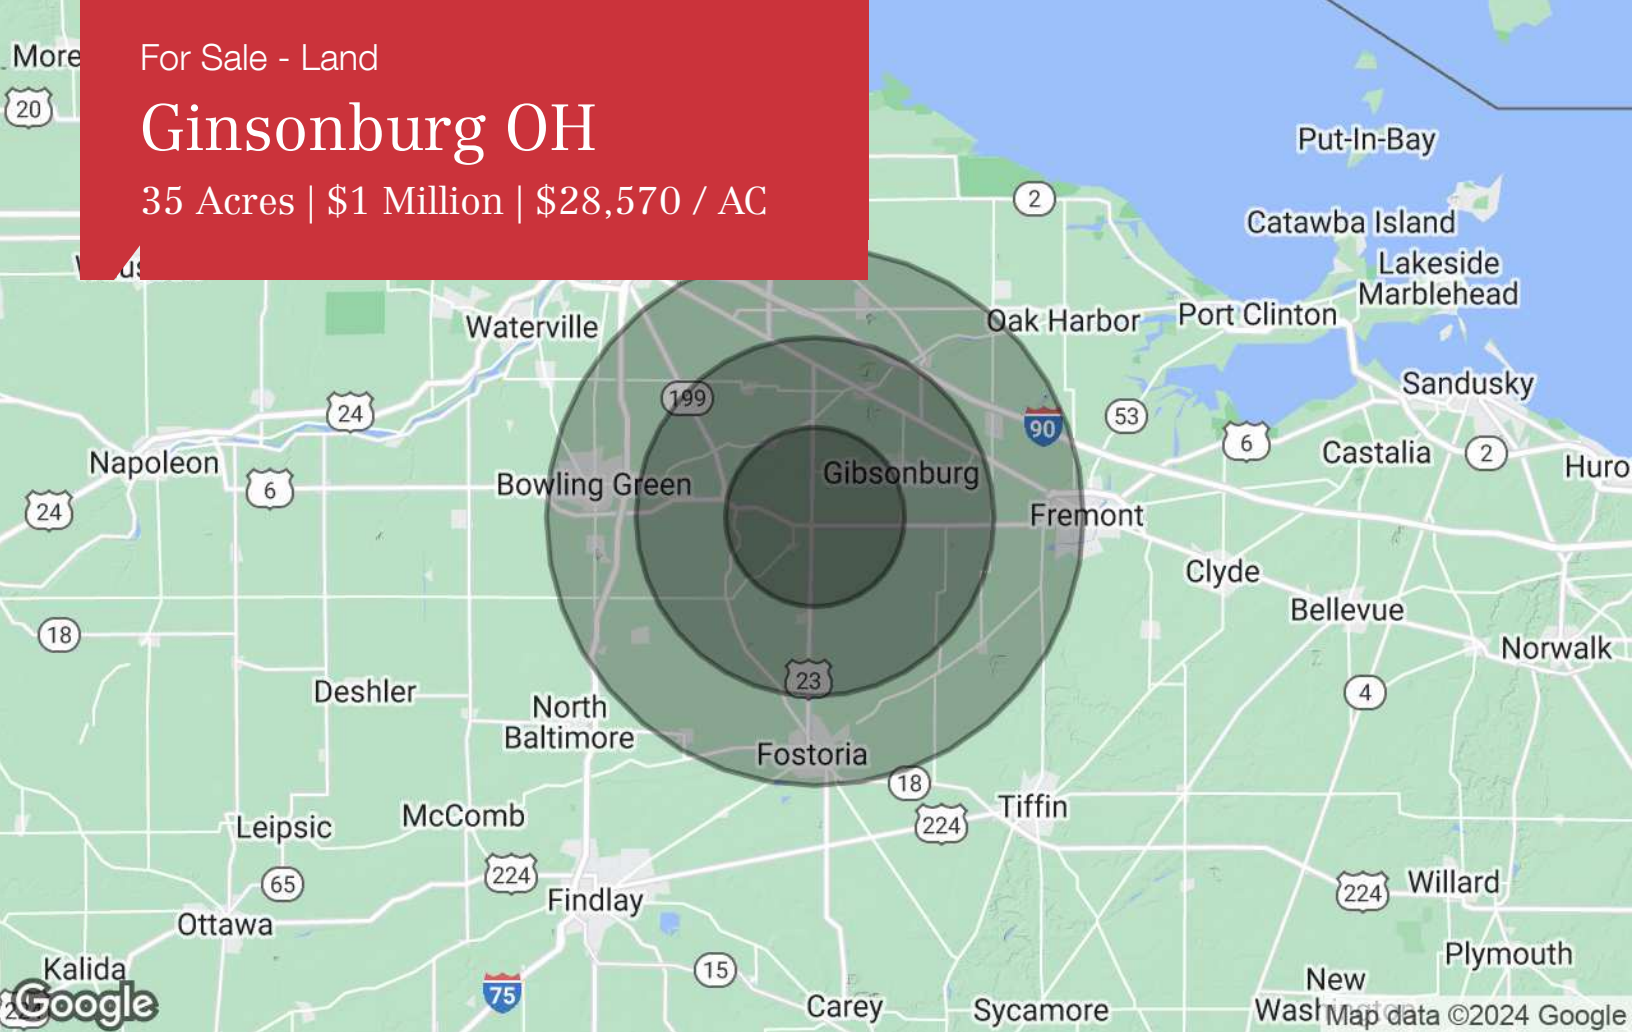 For Sale - Land
Ginsonburg OH
35 Acres | $1 Million | $28,570 / AC
More
20
Put-In-Bay
2
Catawba Island
Lakeside
Marblehead
Waterville
Oak Harbor
Port Clinton
Sandusky
199
24
90
53
6
2
Castalia
Huro
Napoleon
6
Bowling Green
Gibsonburg
24
Fremont
Clyde
Bellevue
18
Norwalk
23
Deshler
4
North
Baltimore
Fostoria
18
Tiffin
224
McComb
Leipsic
224
65
Findlay
224
Willard
Ottawa
Plymouth
Kalida
15
New
75
Google
Carey
Sycamore
Map data ©2024 Google